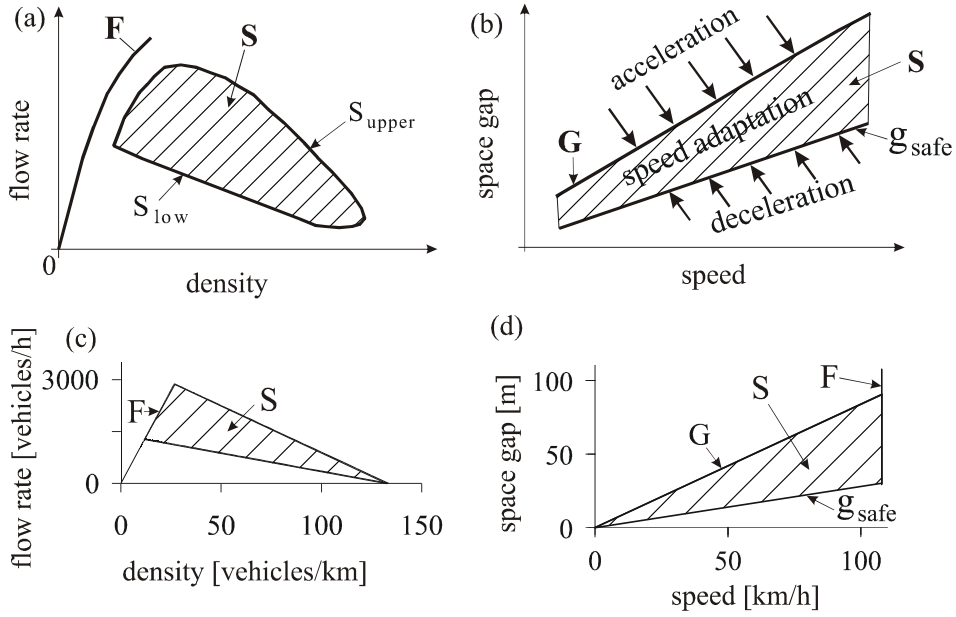 (a)
flow rate
F
S
S upper
S low
0
density
(b)
space gap
acceleration
G
speed adaptation
S
g safe
deceleration
speed
(c)
flow rate [vehicles/h]
3000
F
S
0
0 50 100 150
density [vehicles/km]
(d)
space gap [m]
100
F
S
G
50
g safe
0
0 50 100
speed [km/h]